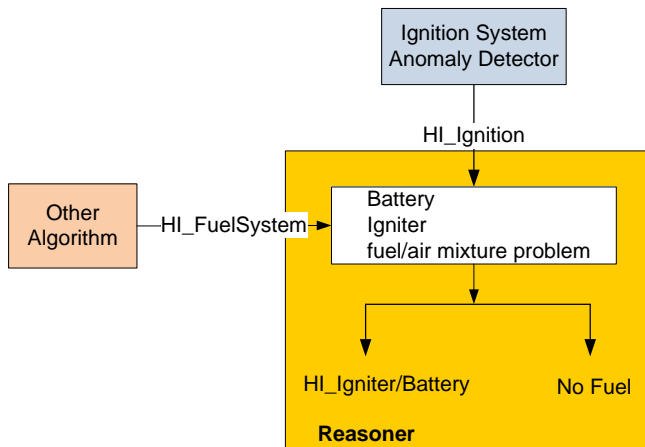 Ignition System
Anomaly Detector
HI_Ignition
Other
Algorithm
HI_FuelSystem
Battery
Igniter
fuel/air mixture problem
HI_Igniter/Battery
No Fuel
Reasoner